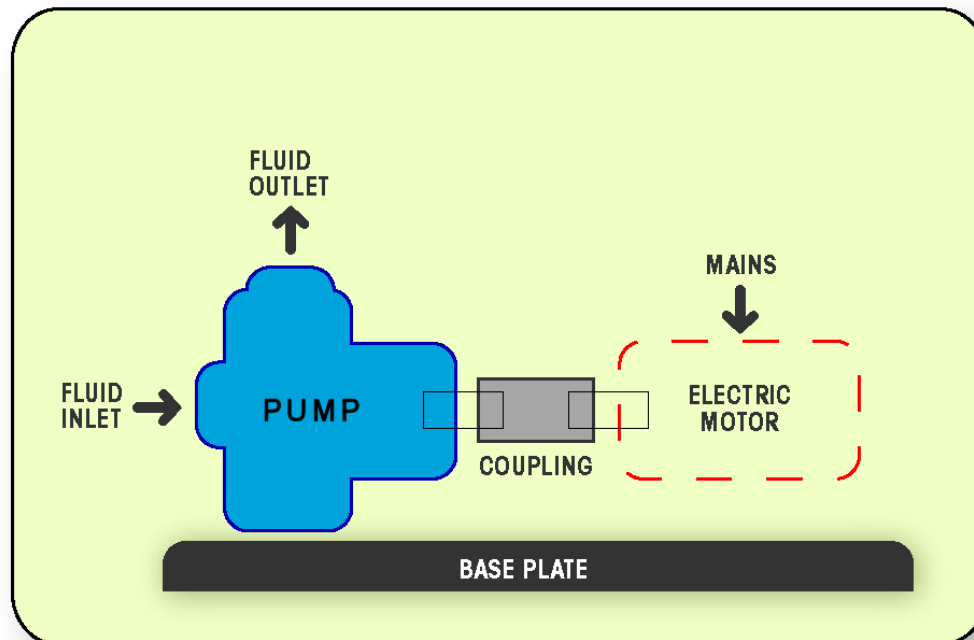 FLUID
OUTLET
MAINS
FLUID
INLET
PUMP
ELECTRIC
MOTOR
COUPLING
BASE PLATE